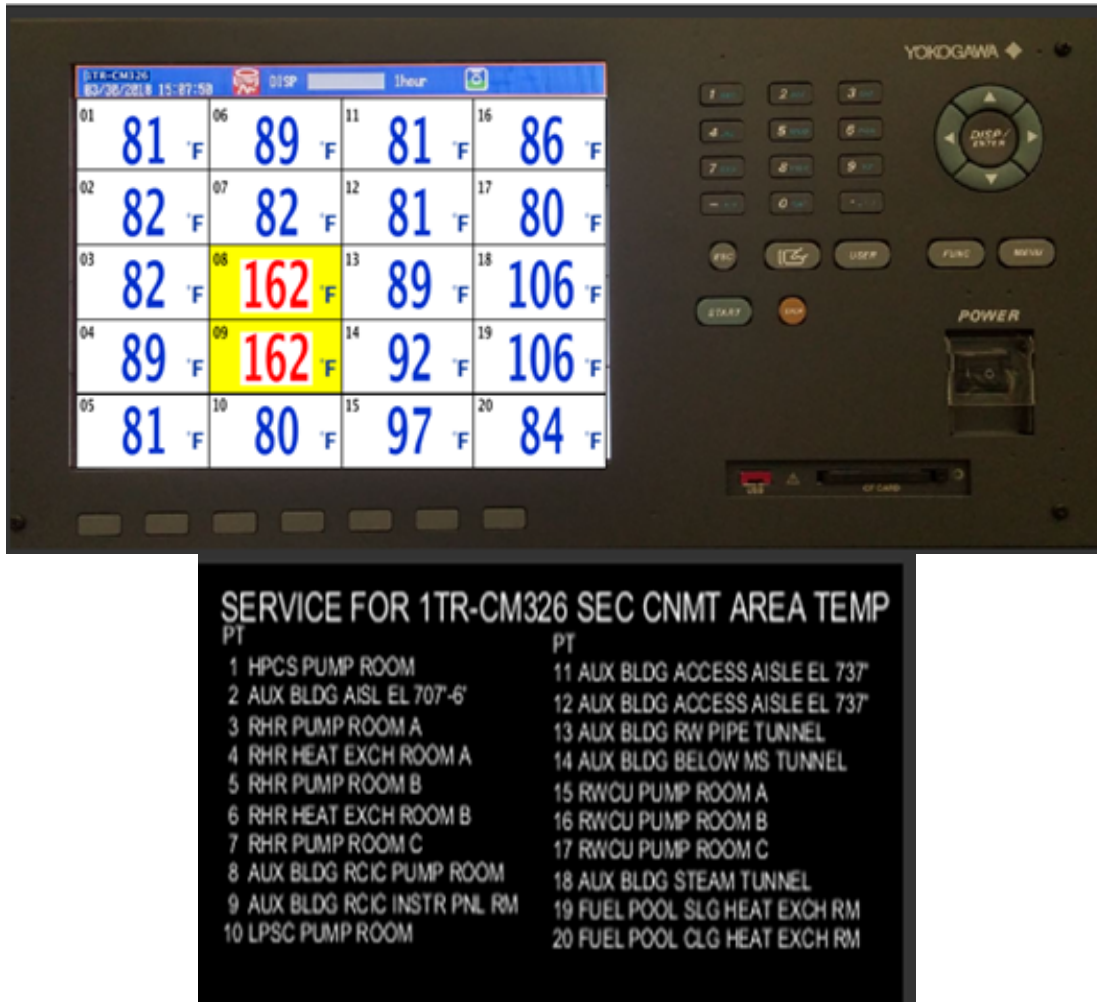 YOKOGAWA
1TR-CM326
03/30/2018 15:07:50 DISP 1hour
01 81 °F 06 89 °F 11 81 °F 16 86 °F
02 82 °F 07 82 °F 12 81 °F 17 80 °F
03 82 °F 08 162 °F 13 89 °F 18 106 °F
04 89 °F 09 162 °F 14 92 °F 19 106 °F
05 81 °F 10 80 °F 15 97 °F 20 84 °F
1 2 3
4 5 6
7 8 9
- 0
DISP/
ENTER
ESC USER FUNC MENU
START STOP
POWER
USB CF CARD
SERVICE FOR 1TR-CM326 SEC CNMT AREA TEMP
PT
1 HPCS PUMP ROOM
2 AUX BLDG AISL EL 707'-6'
3 RHR PUMP ROOM A
4 RHR HEAT EXCH ROOM A
5 RHR PUMP ROOM B
6 RHR HEAT EXCH ROOM B
7 RHR PUMP ROOM C
8 AUX BLDG RCIC PUMP ROOM
9 AUX BLDG RCIC INSTR PNL RM
10 LPSC PUMP ROOM
PT
11 AUX BLDG ACCESS AISLE EL 737'
12 AUX BLDG ACCESS AISLE EL 737'
13 AUX BLDG RW PIPE TUNNEL
14 AUX BLDG BELOW MS TUNNEL
15 RWCU PUMP ROOM A
16 RWCU PUMP ROOM B
17 RWCU PUMP ROOM C
18 AUX BLDG STEAM TUNNEL
19 FUEL POOL SLG HEAT EXCH RM
20 FUEL POOL CLG HEAT EXCH RM